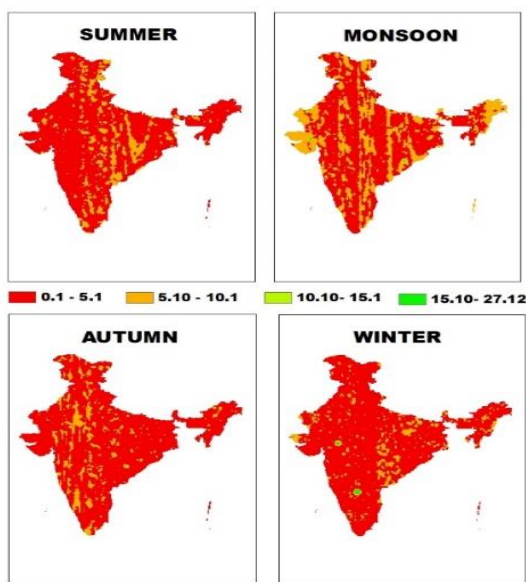 SUMMER
MONSOON
0.1 - 5.1 5.10 - 10.1 10.10- 15.1 15.10- 27.12
AUTUMN
WINTER